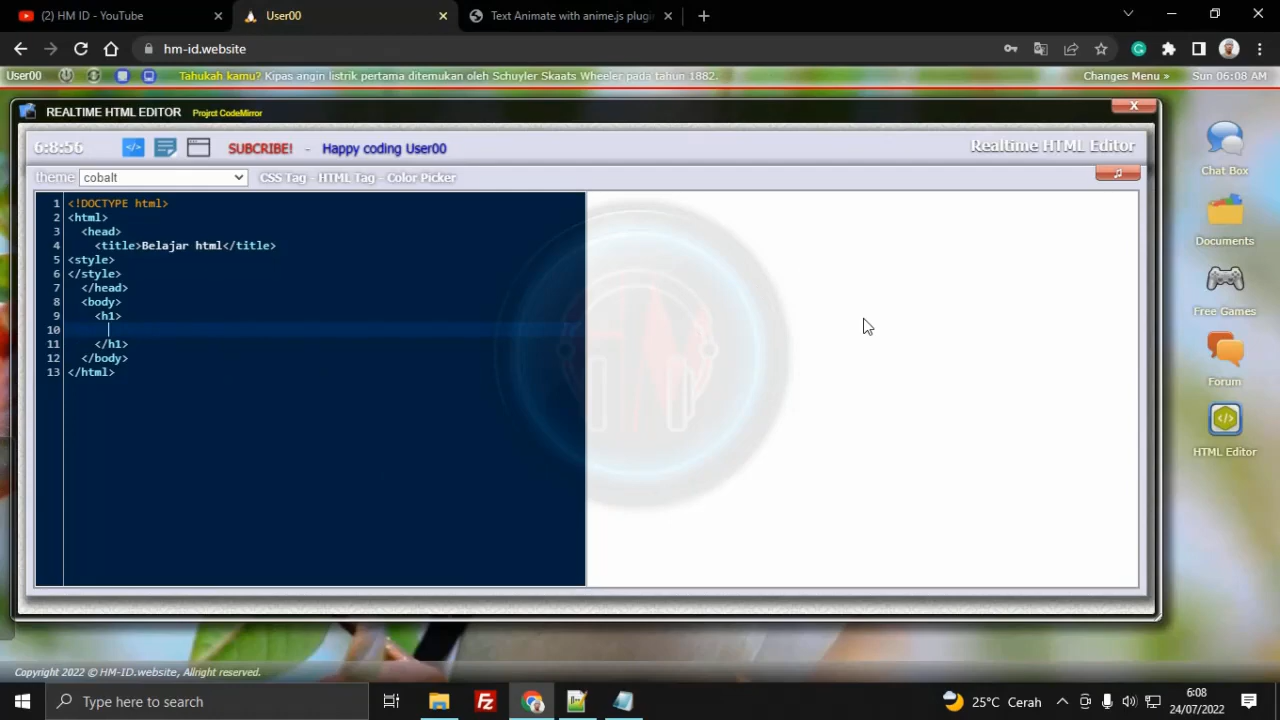 (2) HM ID - YouTube
User00
Text Animate with anime.js plugin
hm-id.website
User00
Tahukah kamu? Kipas angin listrik pertama ditemukan oleh Schuyler Skaats Wheeler pada tahun 1882.
Changes Menu »
Sun 06:08 AM
REALTIME HTML EDITOR
Projrct CodeMirror
X
6:8:56
SUBCRIBE!
-
Happy coding User00
Realtime HTML Editor
theme
cobalt
CSS Tag - HTML Tag - Color Picker
1 <!DOCTYPE html>
2 <html>
3 <head>
4 <title>Belajar html</title>
5 <style>
6 </style>
7 </head>
8 <body>
9 <h1>
10
11 </h1>
12 </body>
13 </html>
Chat Box
Documents
Free Games
Forum
HTML Editor
Copyright 2022 © HM-ID.website, Allright reserved.
Type here to search
25°C Cerah
6:08
24/07/2022